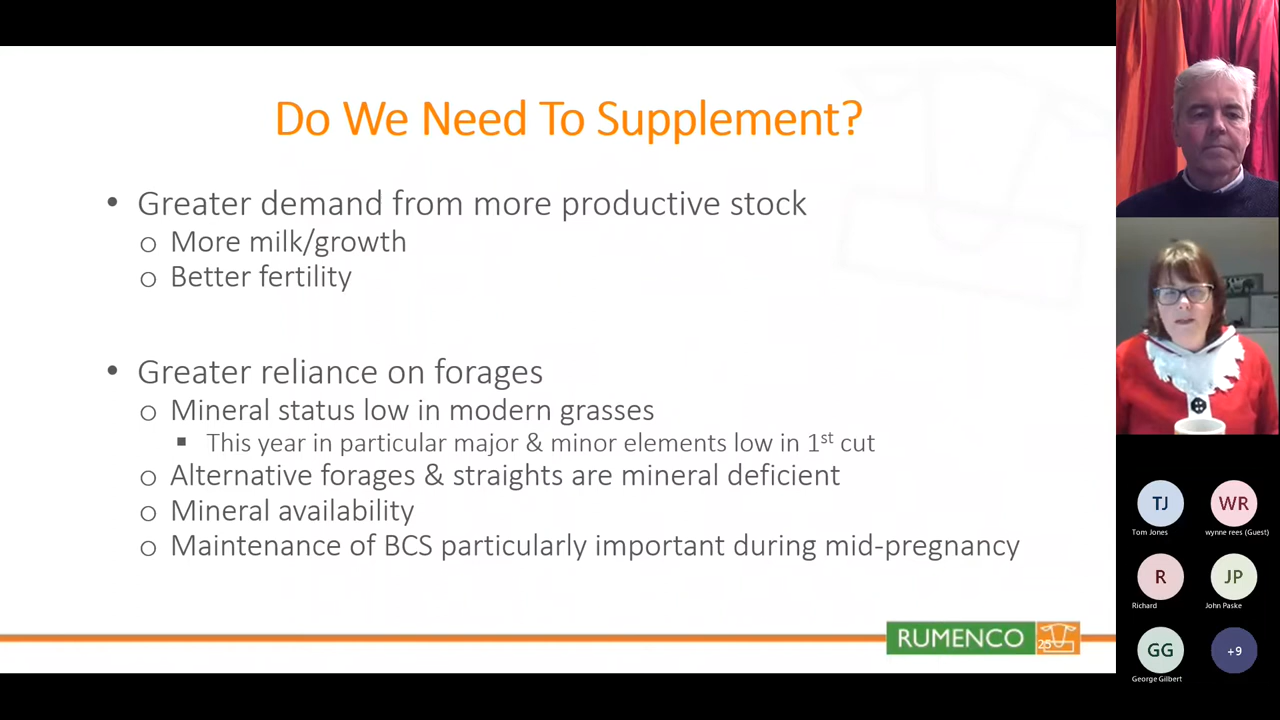 Do We Need To Supplement?
• Greater demand from more productive stock
o More milk/growth
o Better fertility
• Greater reliance on forages
o Mineral status low in modern grasses
▪ This year in particular major & minor elements low in 1st cut
o Alternative forages & straights are mineral deficient
o Mineral availability
o Maintenance of BCS particularly important during mid-pregnancy
RUMENCO
25
TJ
Tom Jones
WR
wynne rees (Guest)
R
Richard
JP
John Paske
GG
George Gilbert
+9